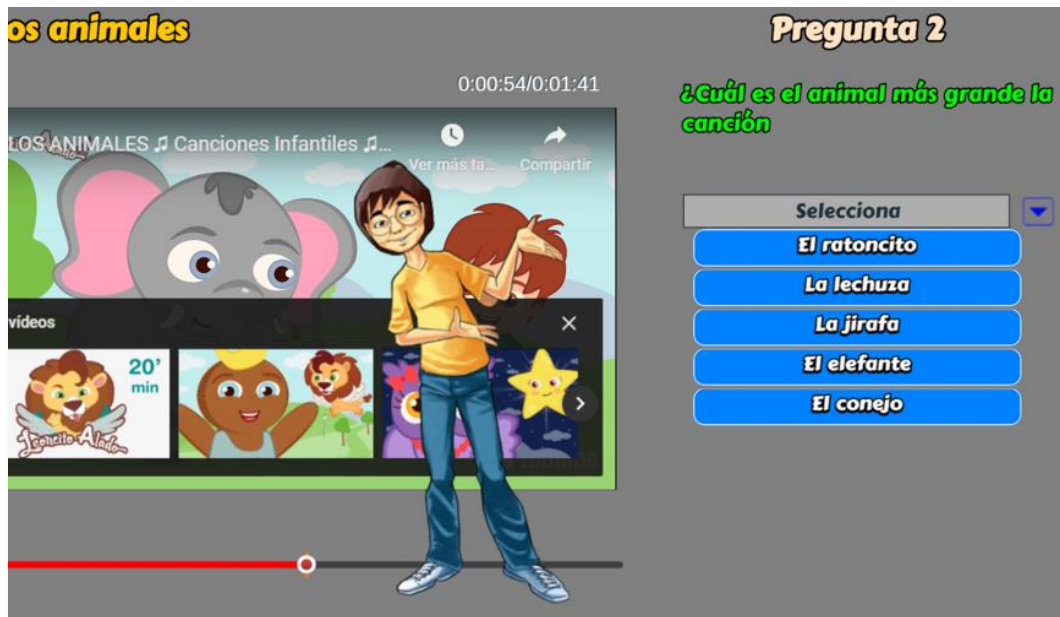 os animales
Pregunta 2
0:00:54/0:01:41
¿Cuál es el animal más grande la
canción
LOS ANIMALES ♫ Canciones Infantiles ♫...
Ver más ta...
Compartir
Selecciona
El ratoncito
La lechuza
La jirafa
El elefante
El conejo
vídeos
20'
min
Leoncito Alado